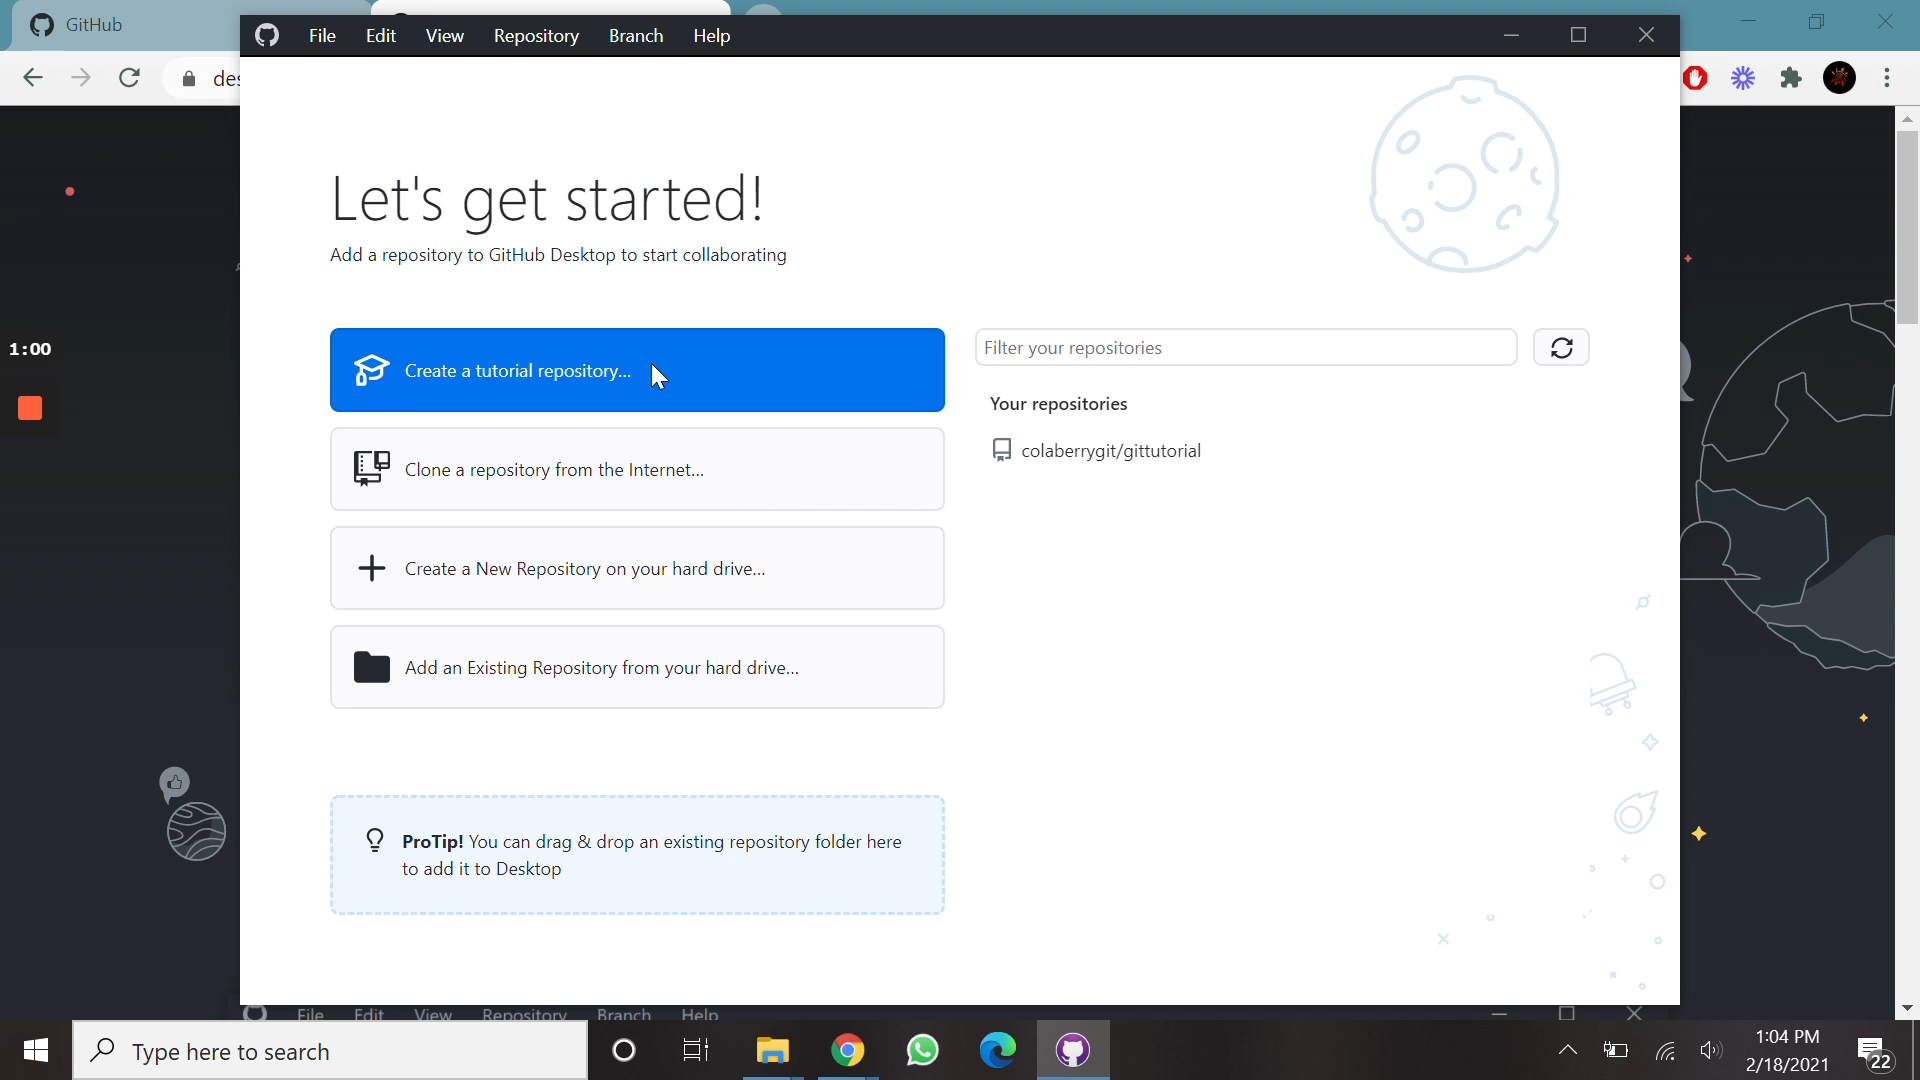 GitHub
des
File Edit View Repository Branch Help
Let's get started!
Add a repository to GitHub Desktop to start collaborating
1:00
Create a tutorial repository...
Clone a repository from the Internet...
Create a New Repository on your hard drive...
Add an Existing Repository from your hard drive...
ProTip! You can drag & drop an existing repository folder here
to add it to Desktop
Filter your repositories
Your repositories
colaberrygit/gittutorial
File Edit View Repository Branch Help
Type here to search
1:04 PM
2/18/2021
22